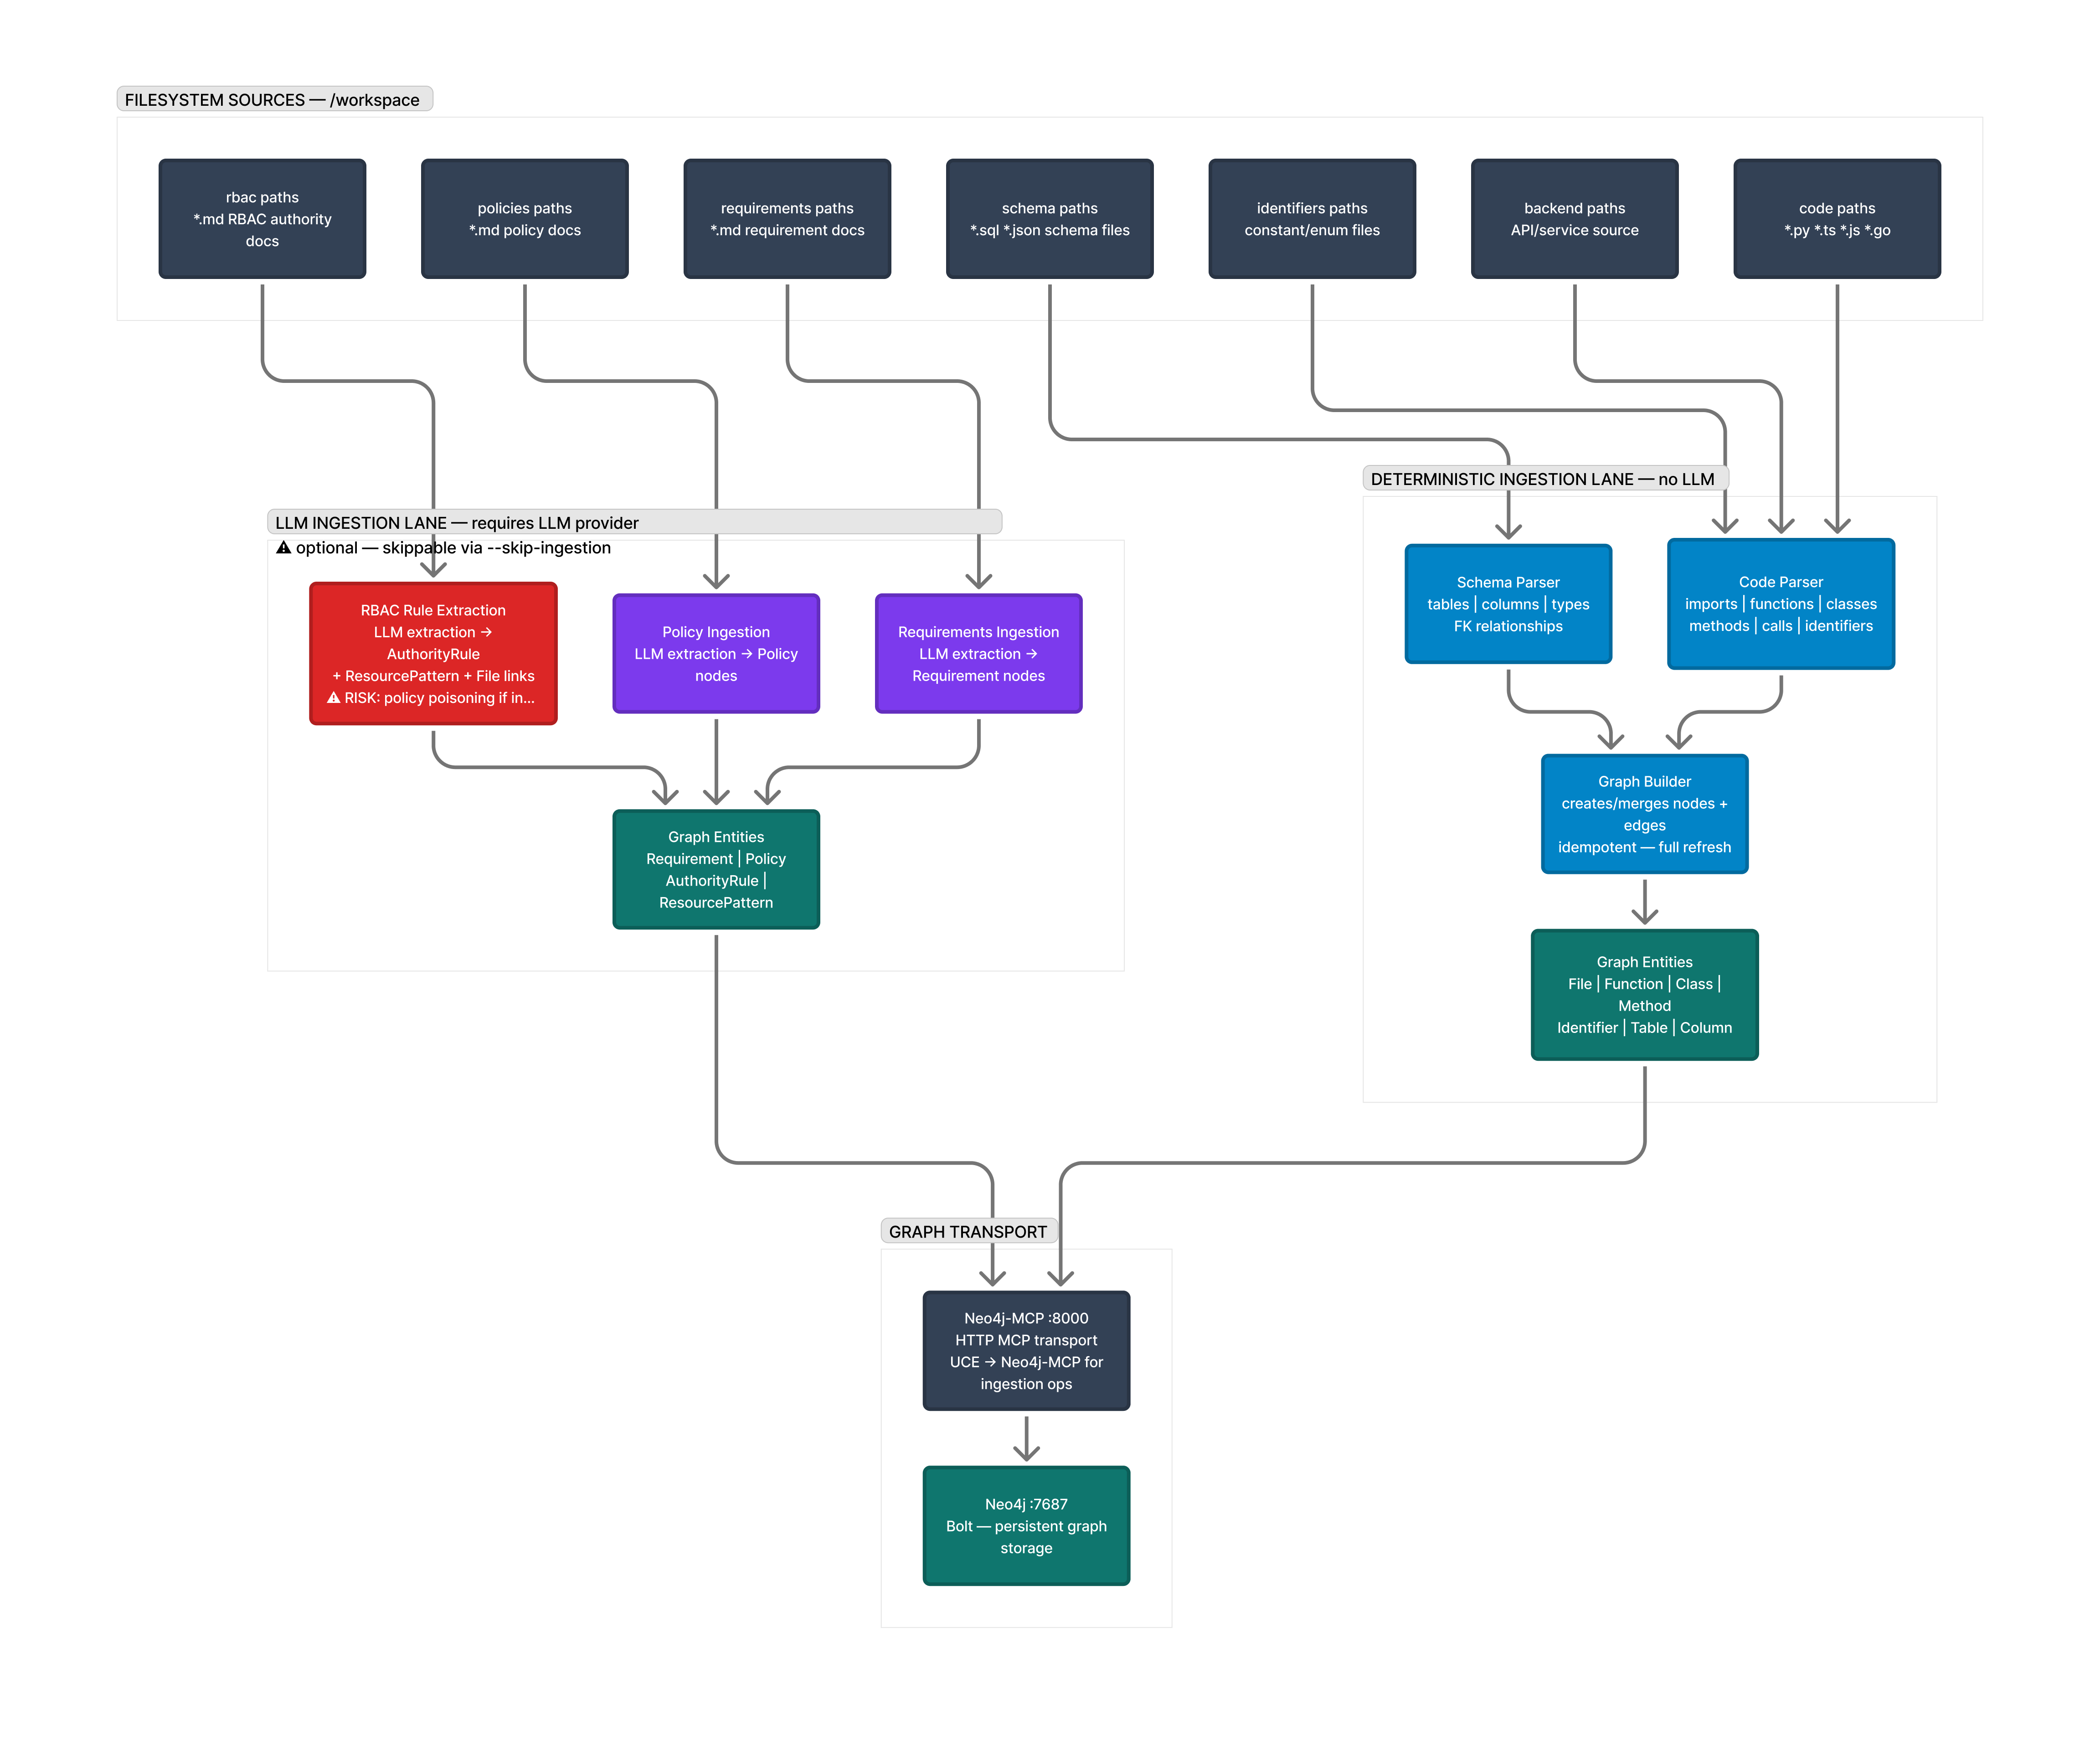 FILESYSTEM SOURCES — /workspace
rbac paths
*.md RBAC authority
docs
policies paths
*.md policy docs
requirements paths
*.md requirement docs
schema paths
*.sql *.json schema files
identifiers paths
constant/enum files
backend paths
API/service source
code paths
*.py *.ts *.js *.go
LLM INGESTION LANE — requires LLM provider
⚠ optional — skippable via --skip-ingestion
RBAC Rule Extraction
LLM extraction →
AuthorityRule
+ ResourcePattern + File links
⚠ RISK: policy poisoning if in...
Policy Ingestion
LLM extraction → Policy
nodes
Requirements Ingestion
LLM extraction →
Requirement nodes
Graph Entities
Requirement | Policy
AuthorityRule |
ResourcePattern
DETERMINISTIC INGESTION LANE — no LLM
Schema Parser
tables | columns | types
FK relationships
Code Parser
imports | functions | classes
methods | calls | identifiers
Graph Builder
creates/merges nodes +
edges
idempotent — full refresh
Graph Entities
File | Function | Class |
Method
Identifier | Table | Column
GRAPH TRANSPORT
Neo4j-MCP :8000
HTTP MCP transport
UCE → Neo4j-MCP for
ingestion ops
Neo4j :7687
Bolt — persistent graph
storage